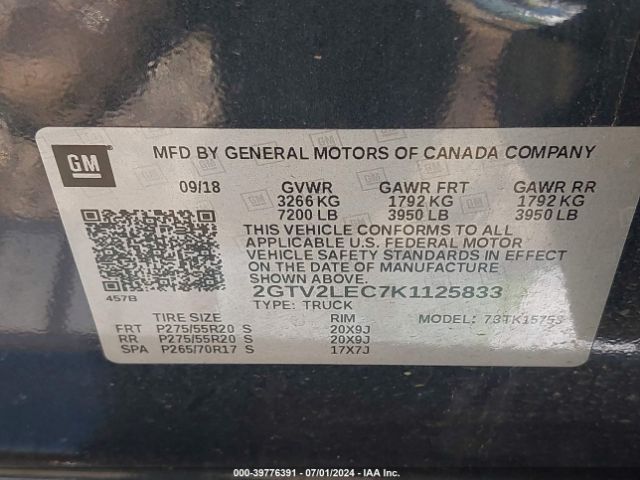 GM
MFD BY GENERAL MOTORS OF CANADA COMPANY
09/18 GVWR GAWR FRT GAWR RR
3266 KG 1792 KG 1792 KG
7200 LB 3950 LB 3950 LB
THIS VEHICLE CONFORMS TO ALL
APPLICABLE U.S. FEDERAL MOTOR
VEHICLE SAFETY STANDARDS IN EFFECT
ON THE DATE OF MANUFACTURE
SHOWN ABOVE.
2GTV2LEC7K1125833
457B TYPE: TRUCK
TIRE SIZE RIM MODEL: 73TK15753
FRT P275/55R20 S 20X9J
RR P275/55R20 S 20X9J
SPA P265/70R17 S 17X7J
000-39776391 - 07/01/2024 - IAA Inc.